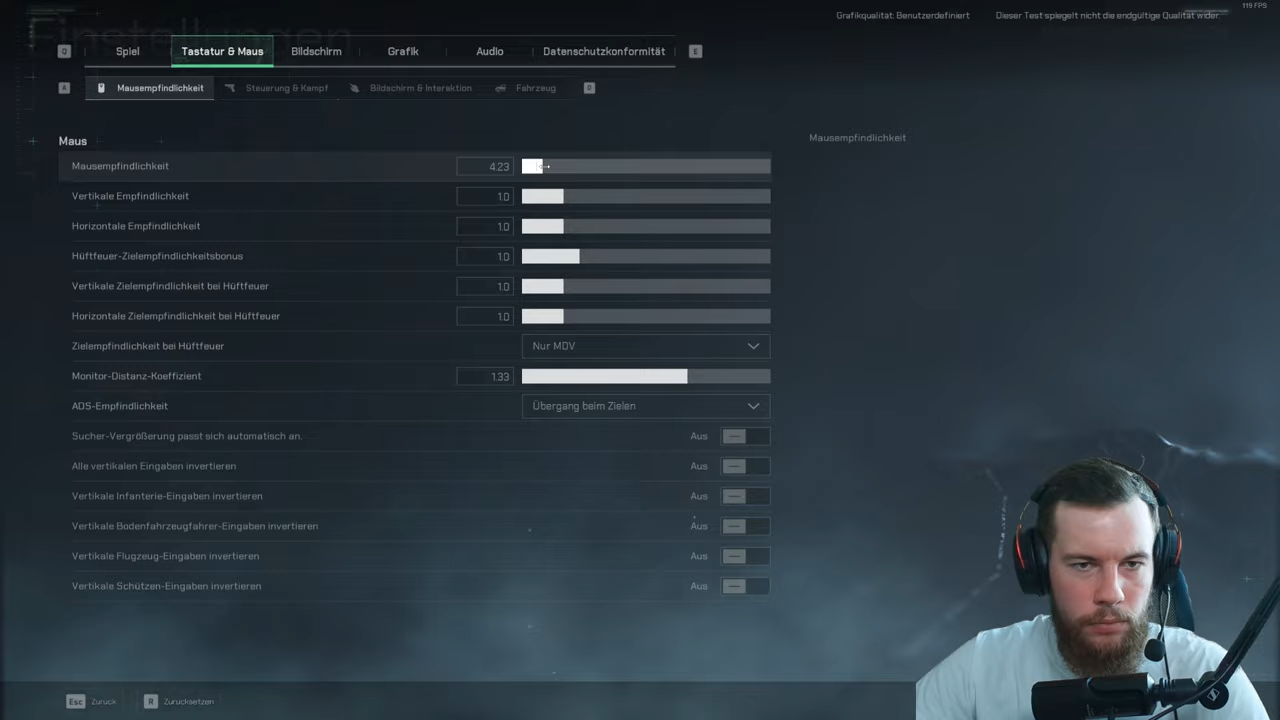 119 FPS
Einstellungen
Grafikqualität: Benutzerdefiniert
Dieser Test spiegelt nicht die endgültige Qualität wider.
Q Spiel Tastatur & Maus Bildschirm Grafik Audio Datenschutzkonformität E
A Mausempfindlichkeit Steuerung & Kampf Bildschirm & Interaktion Fahrzeug D
Maus
Mausempfindlichkeit
Mausempfindlichkeit 4.23
Vertikale Empfindlichkeit 1.0
Horizontale Empfindlichkeit 1.0
Hüftfeuer-Zielempfindlichkeitsbonus 1.0
Vertikale Zielempfindlichkeit bei Hüftfeuer 1.0
Horizontale Zielempfindlichkeit bei Hüftfeuer 1.0
Zielempfindlichkeit bei Hüftfeuer Nur MDV
Monitor-Distanz-Koeffizient 1.33
ADS-Empfindlichkeit Übergang beim Zielen
Sucher-Vergrößerung passt sich automatisch an. Aus
Alle vertikalen Eingaben invertieren Aus
Vertikale Infanterie-Eingaben invertieren Aus
Vertikale Bodenfahrzeugfahrer-Eingaben invertieren Aus
Vertikale Flugzeug-Eingaben invertieren Aus
Vertikale Schützen-Eingaben invertieren Aus
Esc Zurück R Zurücksetzen